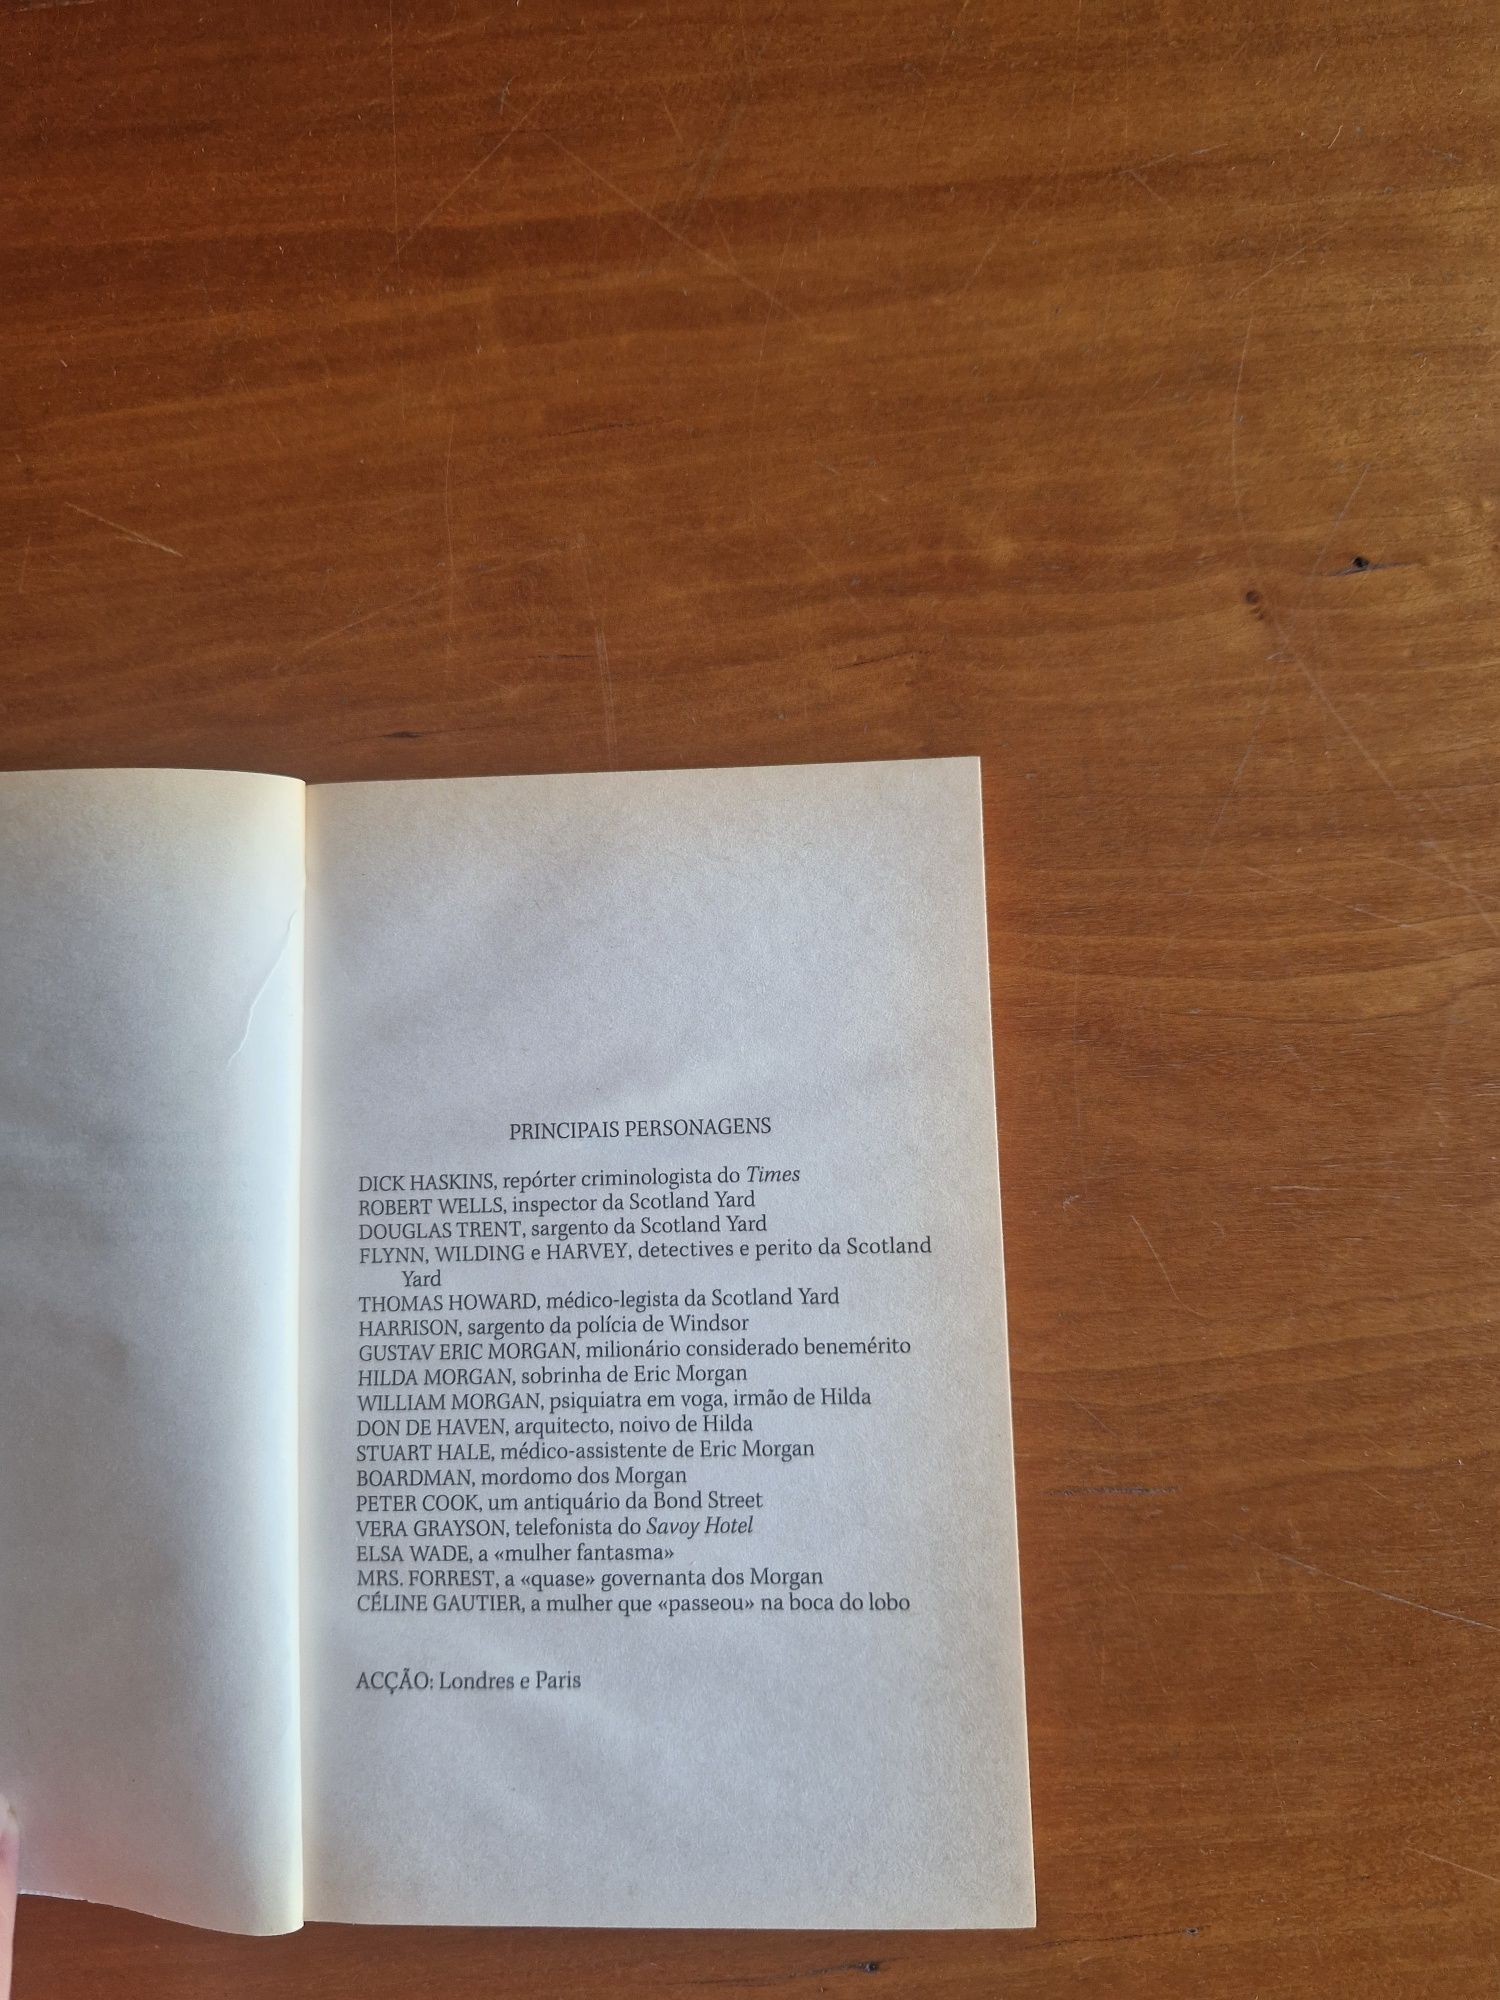 PRINCIPAIS PERSONAGENS
DICK HASKINS, repórter criminologista do Times
ROBERT WELLS, inspector da Scotland Yard
DOUGLAS TRENT, sargento da Scotland Yard
FLYNN, WILDING e HARVEY, detectives e perito da Scotland
Yard
THOMAS HOWARD, médico-legista da Scotland Yard
HARRISON, sargento da polícia de Windsor
GUSTAV ERIC MORGAN, milionário considerado benemérito
HILDA MORGAN, sobrinha de Eric Morgan
WILLIAM MORGAN, psiquiatra em voga, irmão de Hilda
DON DE HAVEN, arquitecto, noivo de Hilda
STUART HALE, médico-assistente de Eric Morgan
BOARDMAN, mordomo dos Morgan
PETER COOK, um antiquário da Bond Street
VERA GRAYSON, telefonista do Savoy Hotel
ELSA WADE, a «mulher fantasma»
MRS. FORREST, a «quase» governanta dos Morgan
CÉLINE GAUTIER, a mulher que «passeou» na boca do lobo
ACÇÃO: Londres e Paris